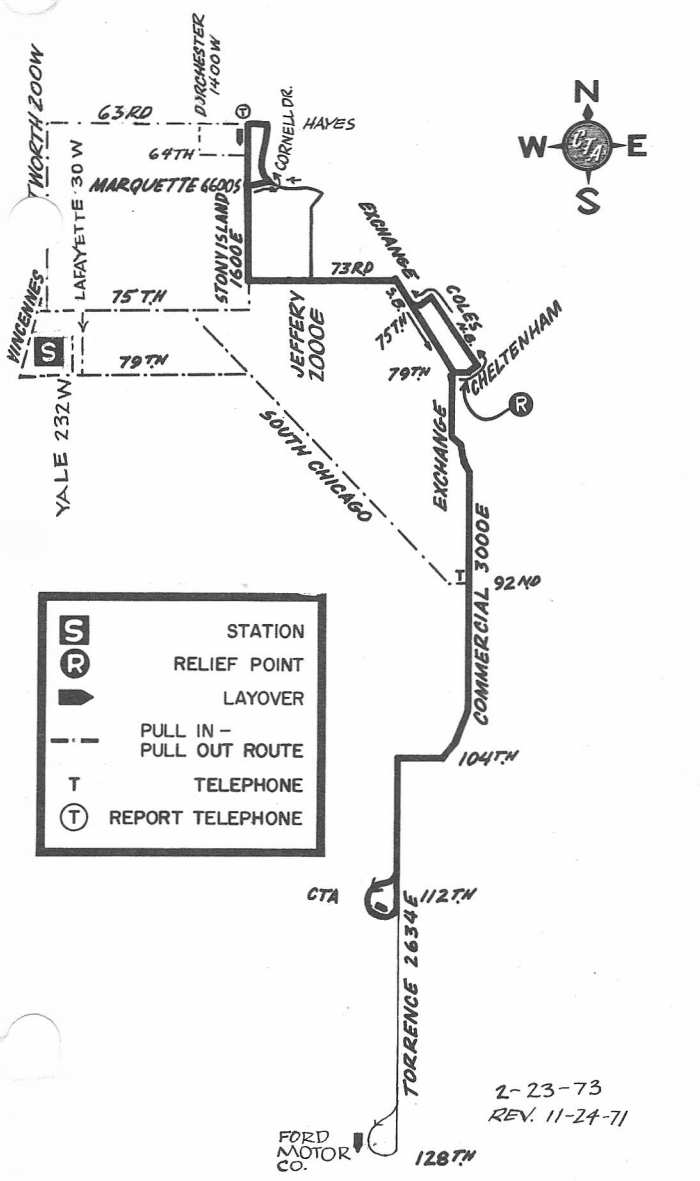 DORCHESTER
1400W
WORTH 200W
63RD
T
HAYES
CORNELL DR.
64TH
MARQUETTE 6600S
LAFAYETTE 30 W
STONY ISLAND
1600E
N
W
CTA
E
S
EXCHANGE
73RD
S.B.
COLES
N.B.
75TH
75TH
VINCENNES
S
79TH
JEFFERY
2000E
79TH
CHELTENHAM
R
YALE 232W
SOUTH CHICAGO
EXCHANGE
T
92ND
COMMERCIAL 3000E
S STATION
R RELIEF POINT
LAYOVER
PULL IN -
PULL OUT ROUTE
T TELEPHONE
T REPORT TELEPHONE
104TH
CTA
112TH
TORRENCE 2634E
2-23-73
REV. 11-24-71
FORD
MOTOR
CO.
128TH